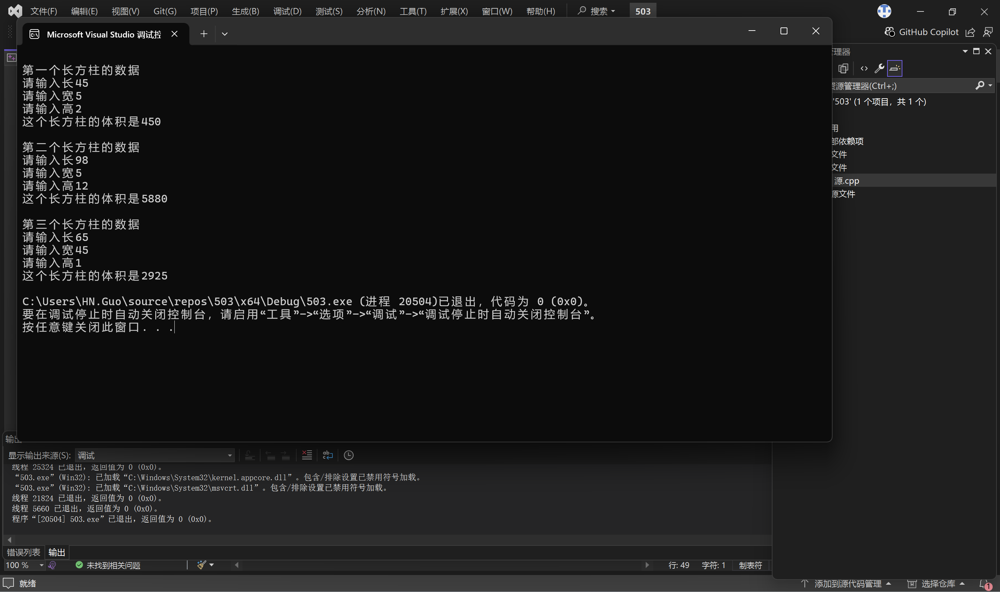 文件(F) 编辑(E) 视图(V) Git(G) 项目(P) 生成(B) 调试(D) 测试(S) 分析(N) 工具(T) 扩展(X) 窗口(W) 帮助(H) 搜索 503
GitHub Copilot
Microsoft Visual Studio 调试控
第一个长方柱的数据
请输入长45
请输入宽5
请输入高2
这个长方柱的体积是450
第二个长方柱的数据
请输入长98
请输入宽5
请输入高12
这个长方柱的体积是5880
第三个长方柱的数据
请输入长65
请输入宽45
请输入高1
这个长方柱的体积是2925
C:\Users\HN.Guo\source\repos\503\x64\Debug\503.exe (进程 20504)已退出，代码为 0 (0x0)。
要在调试停止时自动关闭控制台，请启用“工具”->“选项”->“调试”->“调试停止时自动关闭控制台”。
按任意键关闭此窗口. . .
理器
源管理器(Ctrl+;)
'503' (1 个项目，共 1 个)
用
部依赖项
文件
文件
源.cpp
源文件
输出
显示输出来源(S): 调试
线程 25324 已退出，返回值为 0 (0x0)。
“503.exe”(Win32): 已加载“C:\Windows\System32\kernel.appcore.dll”。包含/排除设置已禁用符号加载。
“503.exe”(Win32): 已加载“C:\Windows\System32\msvcrt.dll”。包含/排除设置已禁用符号加载。
线程 21824 已退出，返回值为 0 (0x0)。
线程 5660 已退出，返回值为 0 (0x0)。
程序“[20504] 503.exe”已退出，返回值为 0 (0x0)。
错误列表 输出
100 % 未找到相关问题 行: 49 字符: 1 制表符
就绪 添加到源代码管理 选择仓库 1